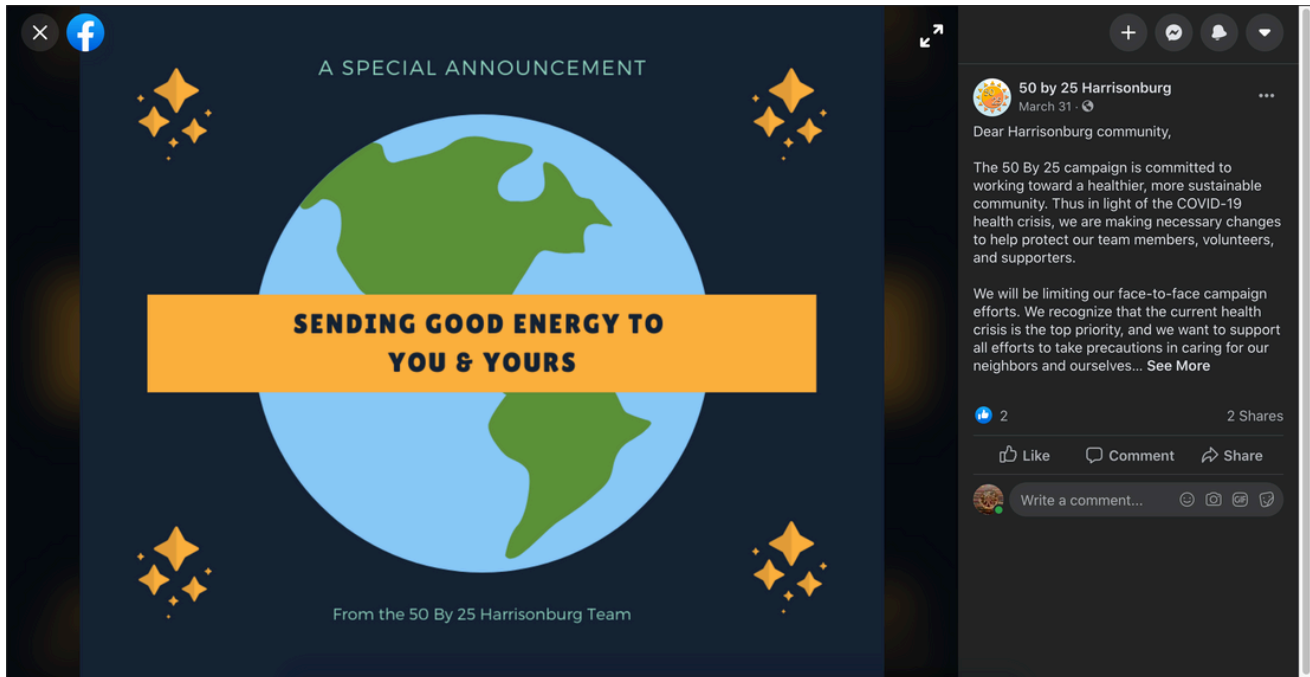 A SPECIAL ANNOUNCEMENT
SENDING GOOD ENERGY TO
YOU & YOURS
From the 50 By 25 Harrisonburg Team
50 by 25 Harrisonburg
March 31 ·
Dear Harrisonburg community,
The 50 By 25 campaign is committed to
working toward a healthier, more sustainable
community. Thus in light of the COVID-19
health crisis, we are making necessary changes
to help protect our team members, volunteers,
and supporters.
We will be limiting our face-to-face campaign
efforts. We recognize that the current health
crisis is the top priority, and we want to support
all efforts to take precautions in caring for our
neighbors and ourselves... See More
2
2 Shares
Like
Comment
Share
Write a comment...
GIF